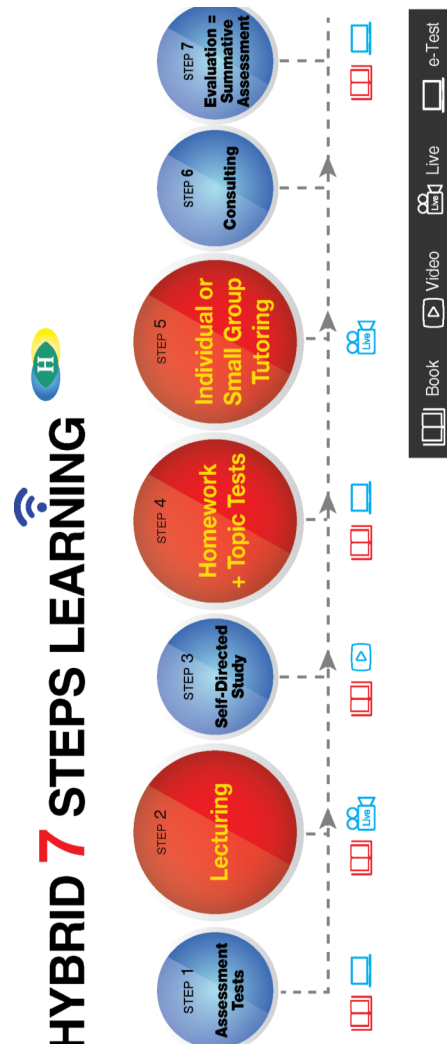 HYBRID 7 STEPS LEARNING
H
STEP 1
Assessment
Tests
STEP 2
Lecturing
STEP 3
Self-Directed
Study
STEP 4
Homework
+ Topic Tests
STEP 5
Individual or
Small Group
Tutoring
STEP 6
Consulting
STEP 7
Evaluation =
Summative
Assessment
Live
Live
Book
Video
Live
Live
e-Test